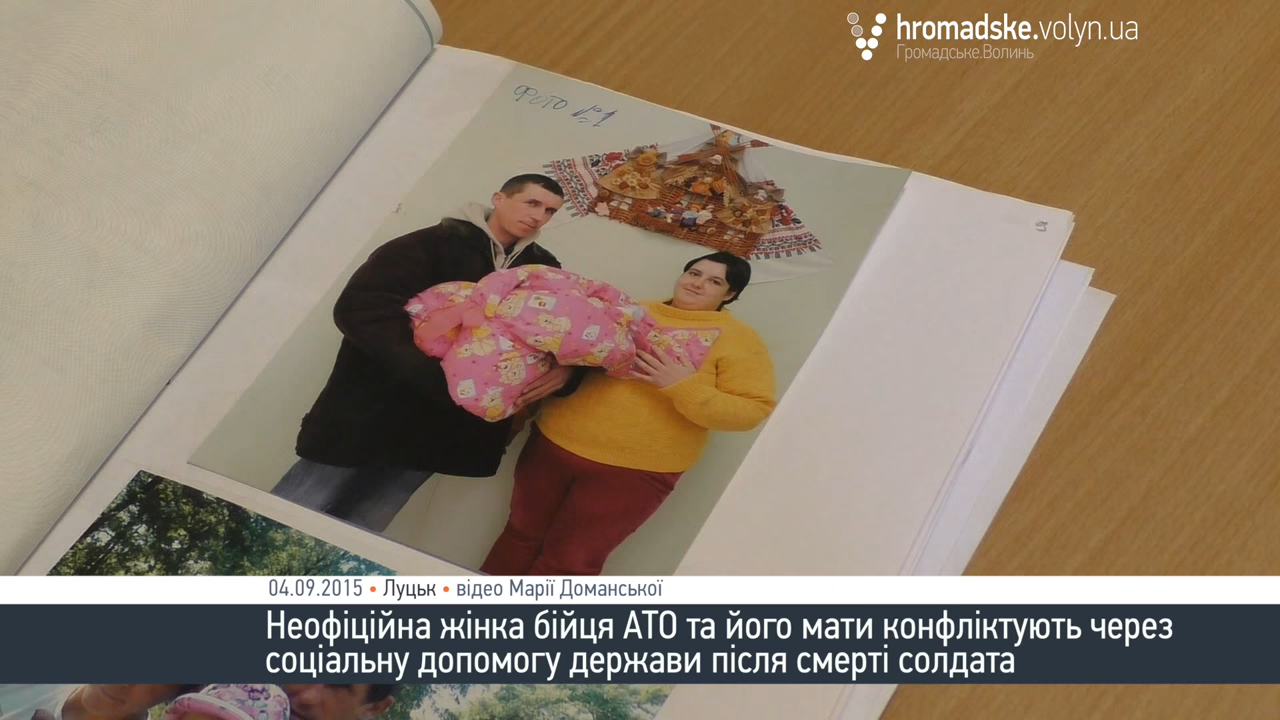 hromadske.volyn.ua
Громадське.Волинь
Фото №1
04.09.2015 • Луцьк • відео Марії Доманської
Неофіційна жінка бійця АТО та його мати конфліктують через
соціальну допомогу держави після смерті солдата